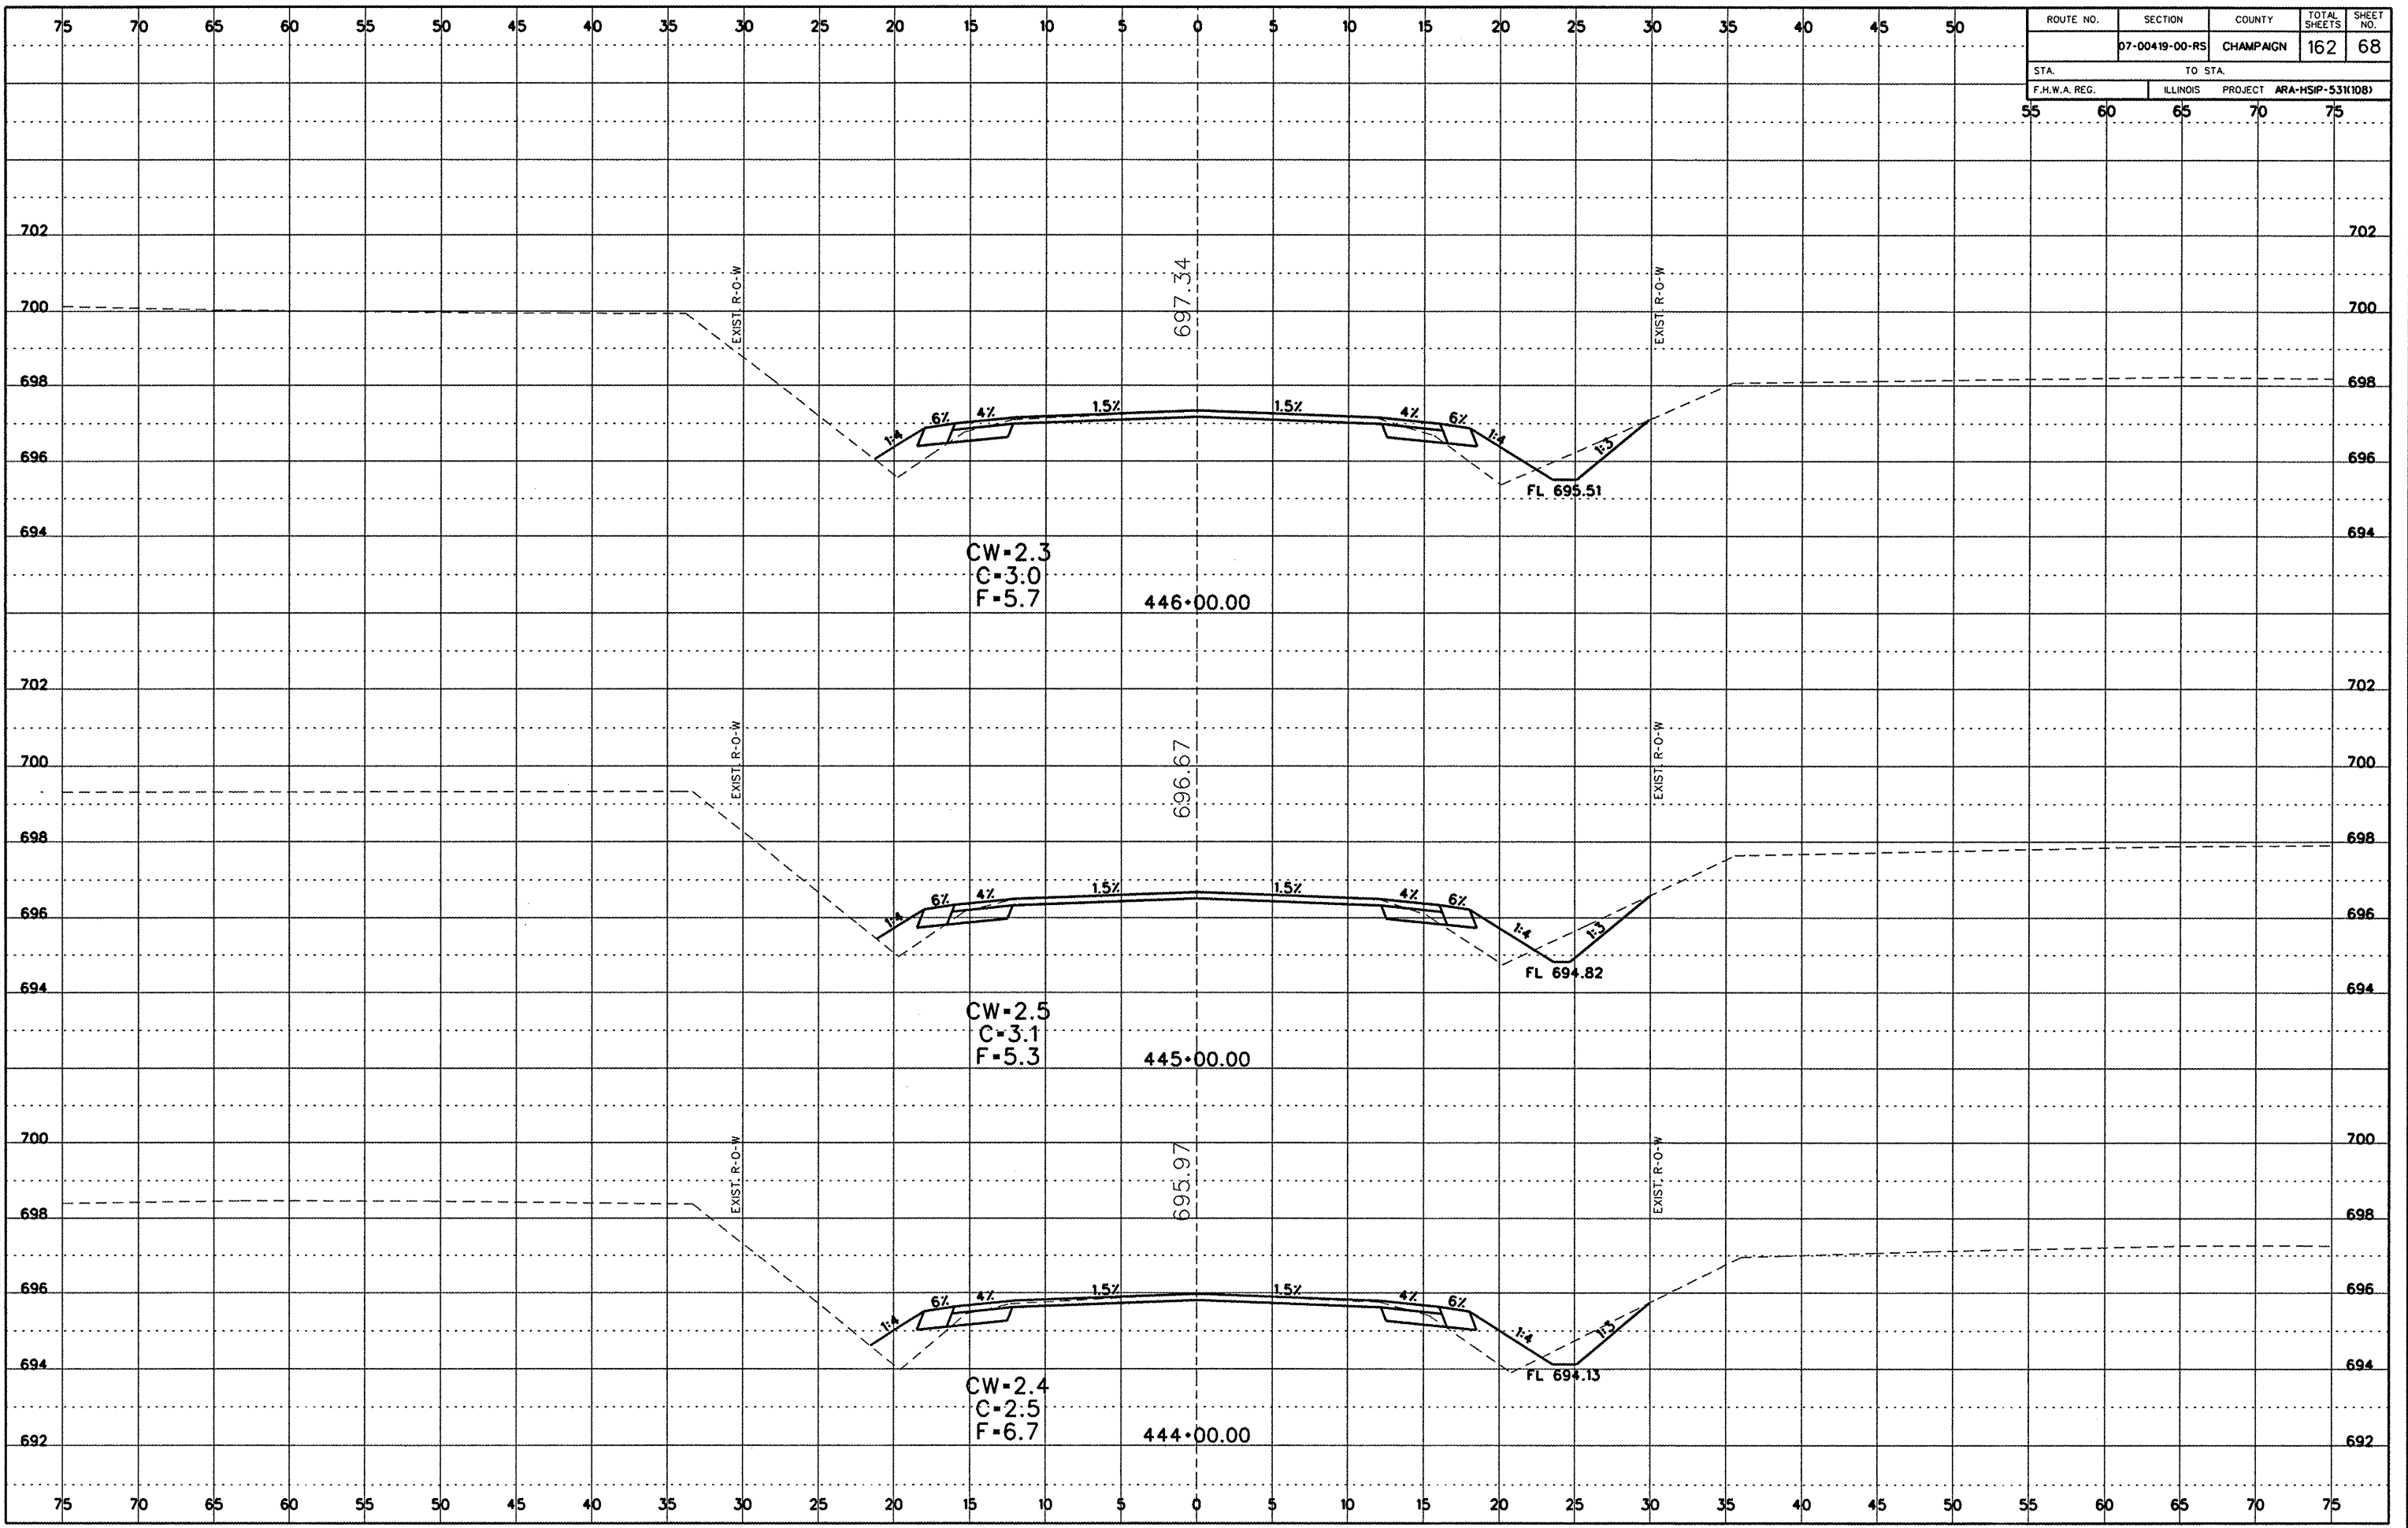 75 70 65 60 55 50 45 40 35 30 25 20 15 10 5 0 5 10 15 20 25 30 35 40 45 50
ROUTE NO. SECTION COUNTY TOTAL SHEETS SHEET NO.
07-00419-00-RS CHAMPAIGN 162 68
STA. TO STA.
F.H.W.A. REG. ILLINOIS PROJECT ARA-HSIP-531(108)
55 60 65 70 75
702 702
EXIST. R-O-W 697.34 EXIST. R-O-W
700 700
698 698
1:4 6% 4% 1.5% 1.5% 4% 6% 1:4 1:3
696 696
FL 695.51
694 694
CW=2.3
C=3.0
F=5.7 446+00.00
702 702
EXIST. R-O-W 696.67 EXIST. R-O-W
700 700
698 698
1:4 6% 4% 1.5% 1.5% 4% 6% 1:4 1:3
696 696
FL 694.82
694 694
CW=2.5
C=3.1
F=5.3 445+00.00
700 700
EXIST. R-O-W 695.97 EXIST. R-O-W
698 698
696 696
1:4 6% 4% 1.5% 1.5% 4% 6% 1:4 1:3
694 694
FL 694.13
CW=2.4
C=2.5
F=6.7 444+00.00
692 692
75 70 65 60 55 50 45 40 35 30 25 20 15 10 5 0 5 10 15 20 25 30 35 40 45 50 55 60 65 70 75